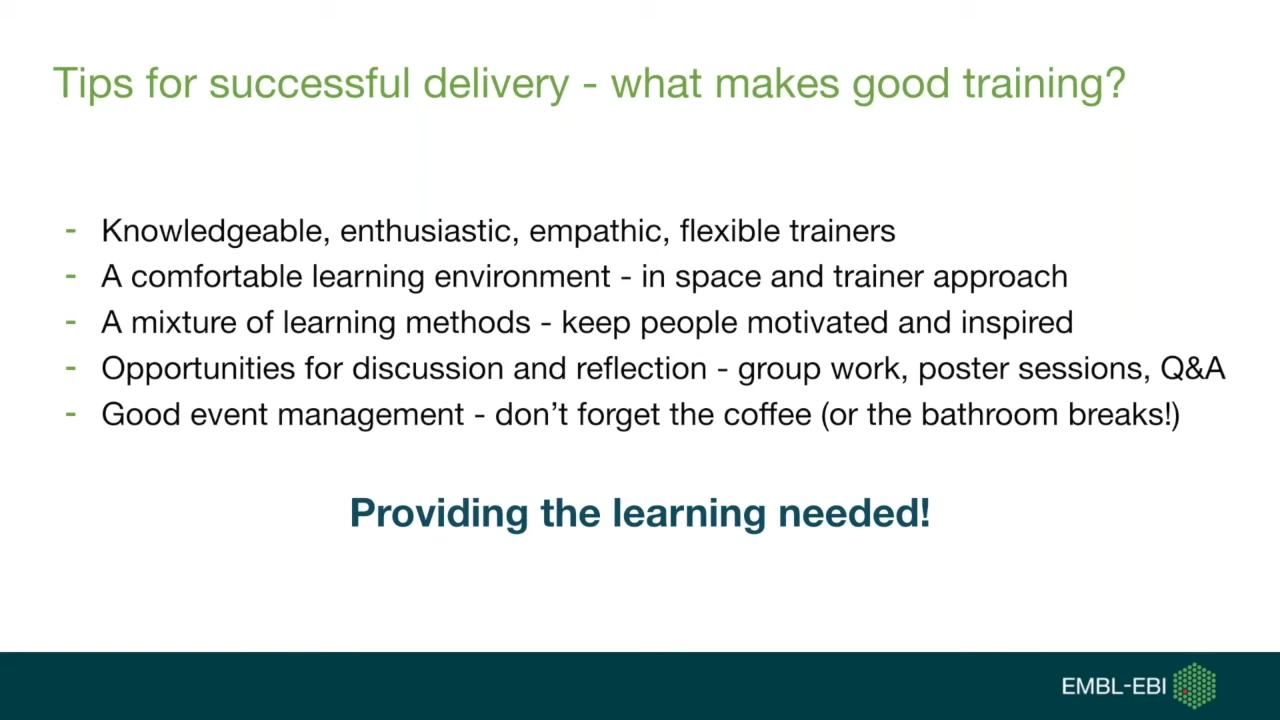 Tips for successful delivery - what makes good training?
- Knowledgeable, enthusiastic, empathic, flexible trainers
- A comfortable learning environment - in space and trainer approach
- A mixture of learning methods - keep people motivated and inspired
- Opportunities for discussion and reflection - group work, poster sessions, Q&A
- Good event management - don’t forget the coffee (or the bathroom breaks!)
Providing the learning needed!
EMBL-EBI